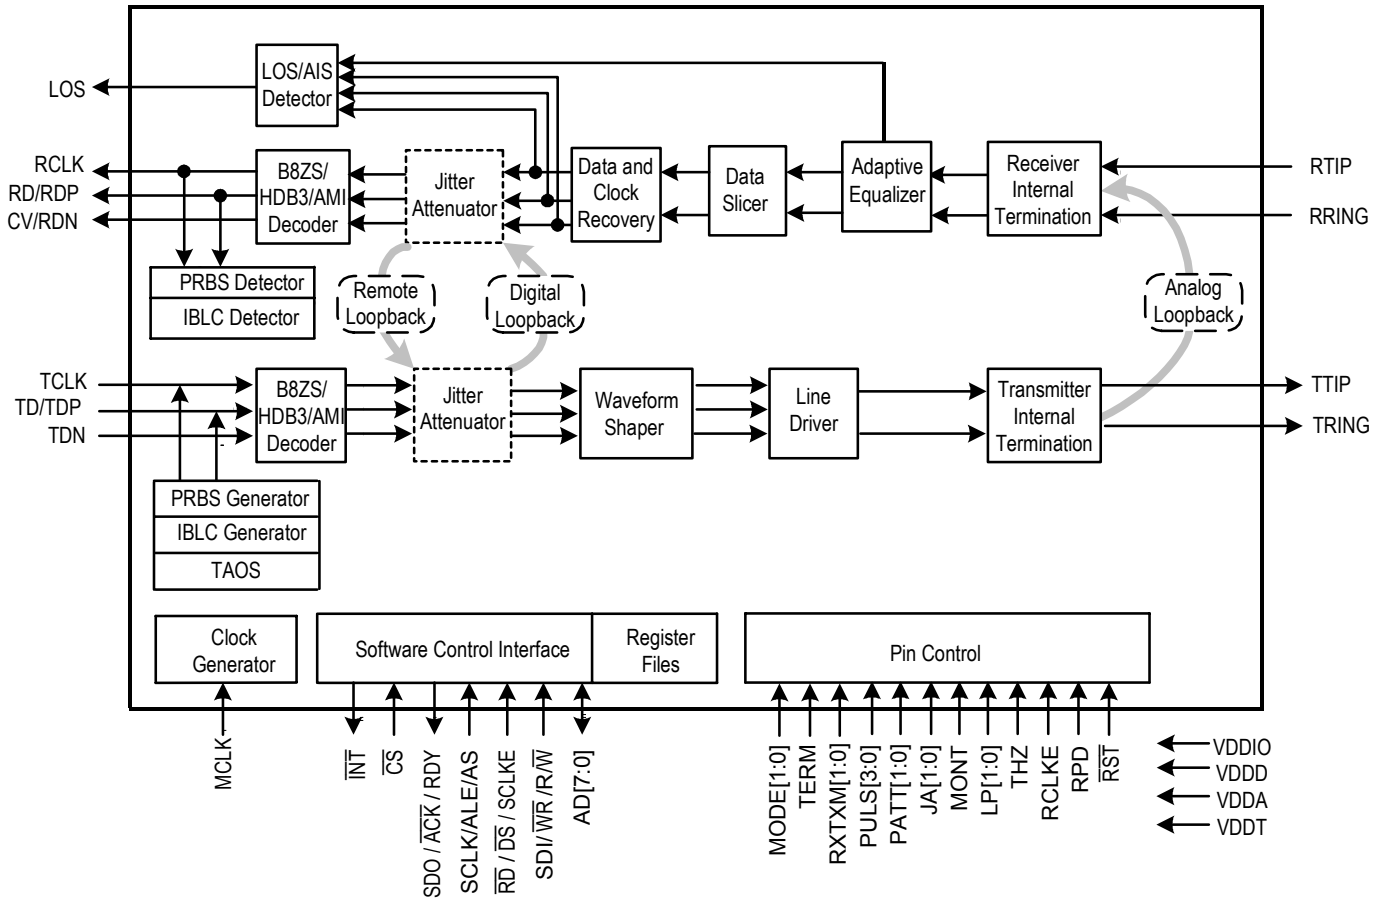 LOS
LOS/AIS
Detector
RCLK
RD/RDP
CV/RDN
B8ZS/
HDB3/AMI
Decoder
Jitter
Attenuator
Data and
Clock
Recovery
Data
Slicer
Adaptive
Equalizer
Receiver
Internal
Termination
RTIP
RRING
PRBS Detector
IBLC Detector
Remote
Loopback
Digital
Loopback
Analog
Loopback
TCLK
TD/TDP
TDN
B8ZS/
HDB3/AMI
Decoder
Jitter
Attenuator
Waveform
Shaper
Line
Driver
Transmitter
Internal
Termination
TTIP
TRING
PRBS Generator
IBLC Generator
TAOS
Clock
Generator
Software Control Interface
Register
Files
Pin Control
MCLK
INT
CS
SDO / ACK / RDY
SCLK/ALE/AS
RD / DS / SCLKE
SDI/ WR /R/W
AD[7:0]
MODE[1:0]
TERM
RXTXM[1:0]
PULS[3:0]
PATT[1:0]
JA[1:0]
MONT
LP[1:0]
THZ
RCLKE
RPD
RST
VDDIO
VDDD
VDDA
VDDT